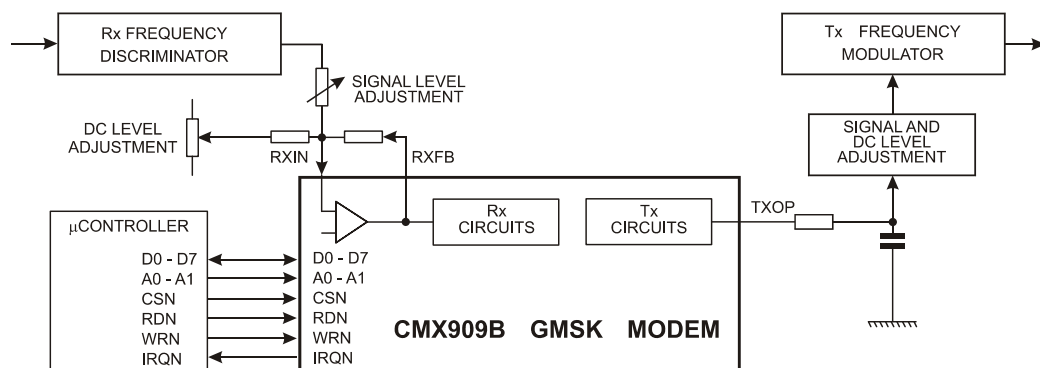 Rx FREQUENCY
DISCRIMINATOR
Tx FREQUENCY
MODULATOR
SIGNAL LEVEL
ADJUSTMENT
DC LEVEL
ADJUSTMENT
RXIN
RXFB
SIGNAL AND
DC LEVEL
ADJUSTMENT
µCONTROLLER
Rx
CIRCUITS
Tx
CIRCUITS
TXOP
D0 - D7
A0 - A1
CSN
RDN
WRN
IRQN
D0 - D7
A0 - A1
CSN
RDN
WRN
IRQN
CMX909B GMSK MODEM